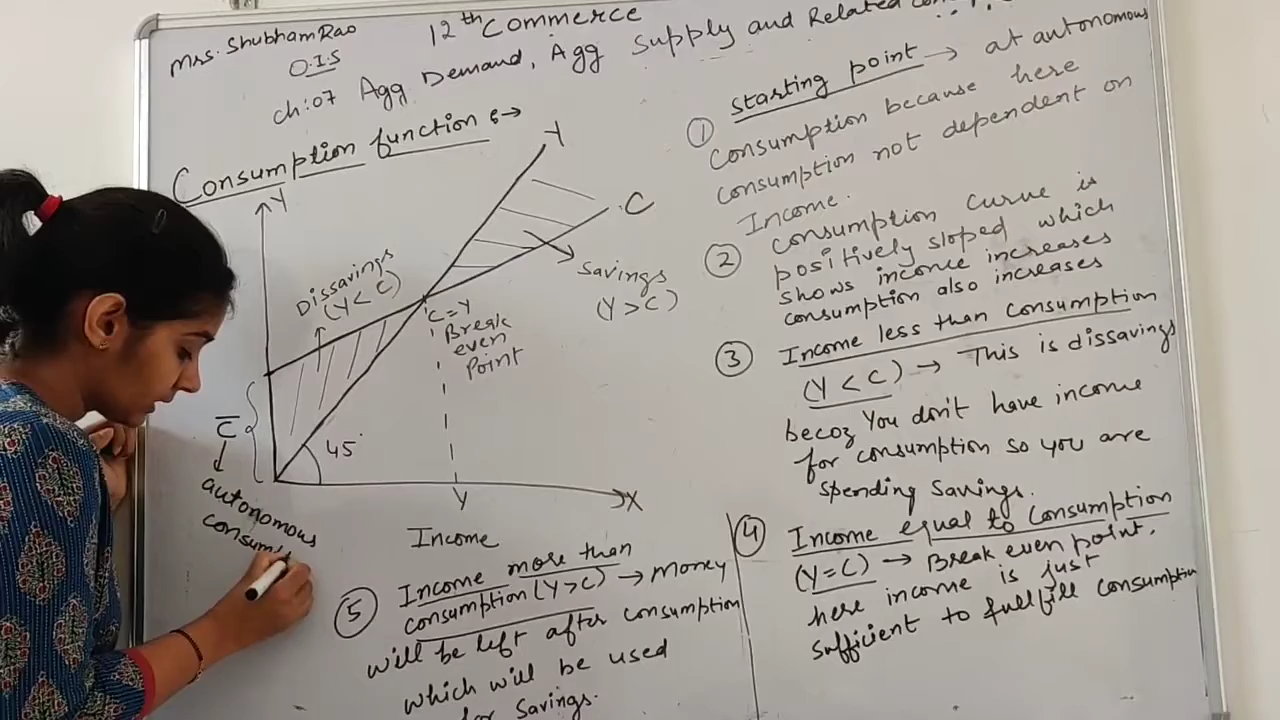 Mrs. Shubham Rao
O.I.S
12th Commerce
ch:07 Agg Demand, Agg Supply and Related
Consumption function :→
Y
Y
C
Dissavings
(Y < C)
Savings
(Y > C)
C = Y
Break
even
Point
C̅
45°
autonomous
Y
X
Income
① Starting point → at autonomous
Consumption because here
consumption not dependent on
Income.
② Consumption curve is
positively sloped which
shows income increases
consumption also increases
③ Income less than consumption
(Y < C) → This is dissavings
becoz You don't have income
for consumption so you are
spending savings.
④ Income equal to Consumption
(Y = C) → Break even point.
here income is just
sufficient to fullfill consumption
⑤ Income more than
consumption (Y > C) → Money
will be left after consumption
which will be used
for savings.